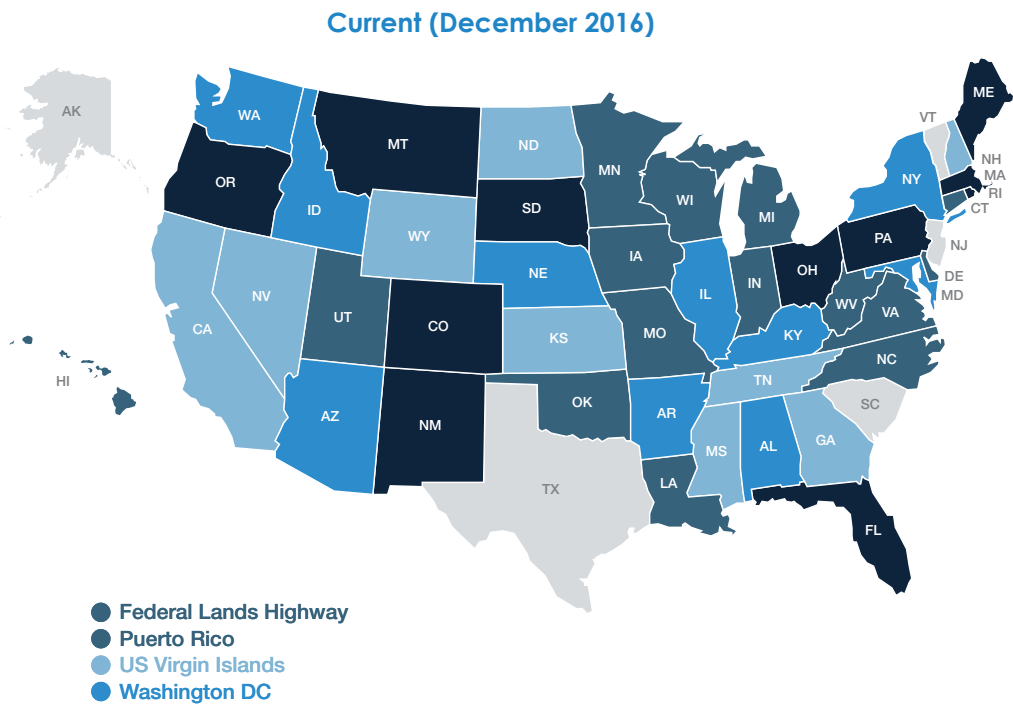 Current (December 2016)
AK
WA
MT
ND
MN
ME
VT
NH
MA
RI
CT
OR
ID
SD
WI
MI
NY
WY
IA
PA
NJ
NE
OH
DE
MD
NV
IL
IN
WV
VA
CA
UT
CO
KS
MO
KY
NC
HI
TN
SC
OK
AR
AZ
NM
MS
AL
GA
TX
LA
FL
Federal Lands Highway
Puerto Rico
US Virgin Islands
Washington DC